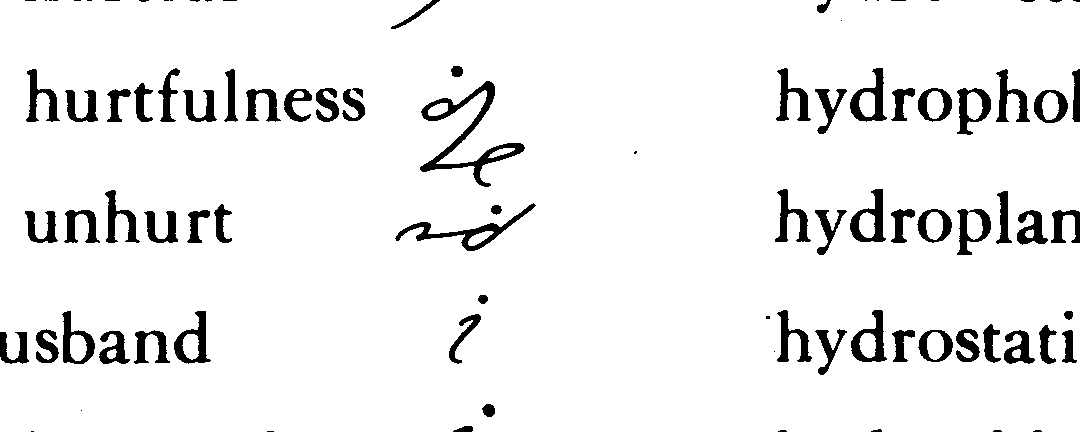 hurtfulness hydrophol
unhurt hydroplan
usband hydrostati